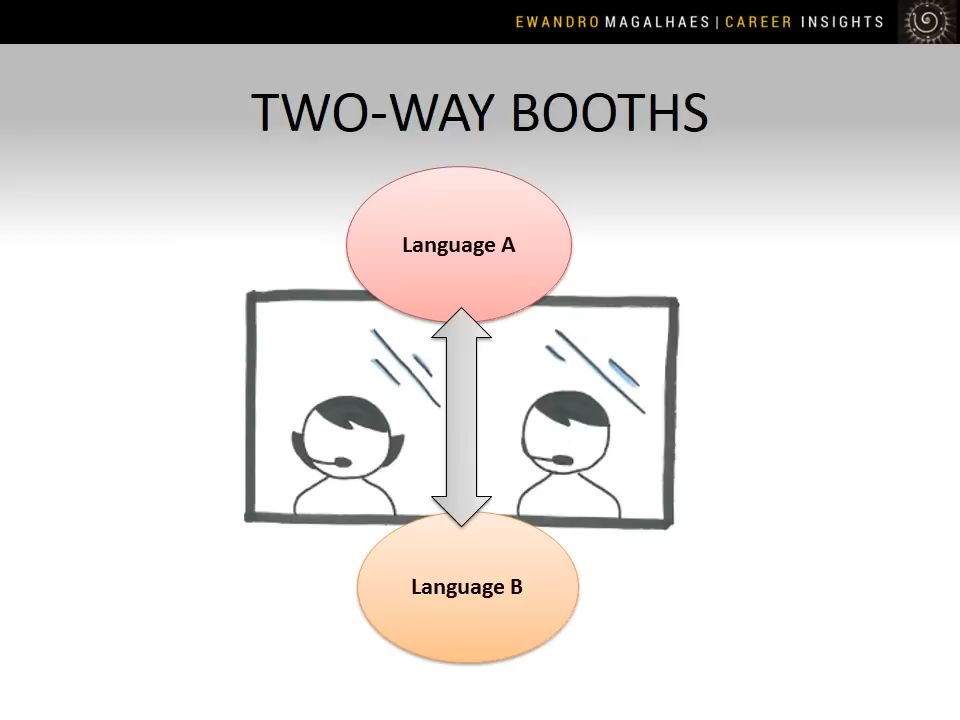 EWANDRO MAGALHAES | CAREER INSIGHTS
TWO-WAY BOOTHS
Language A
Language B